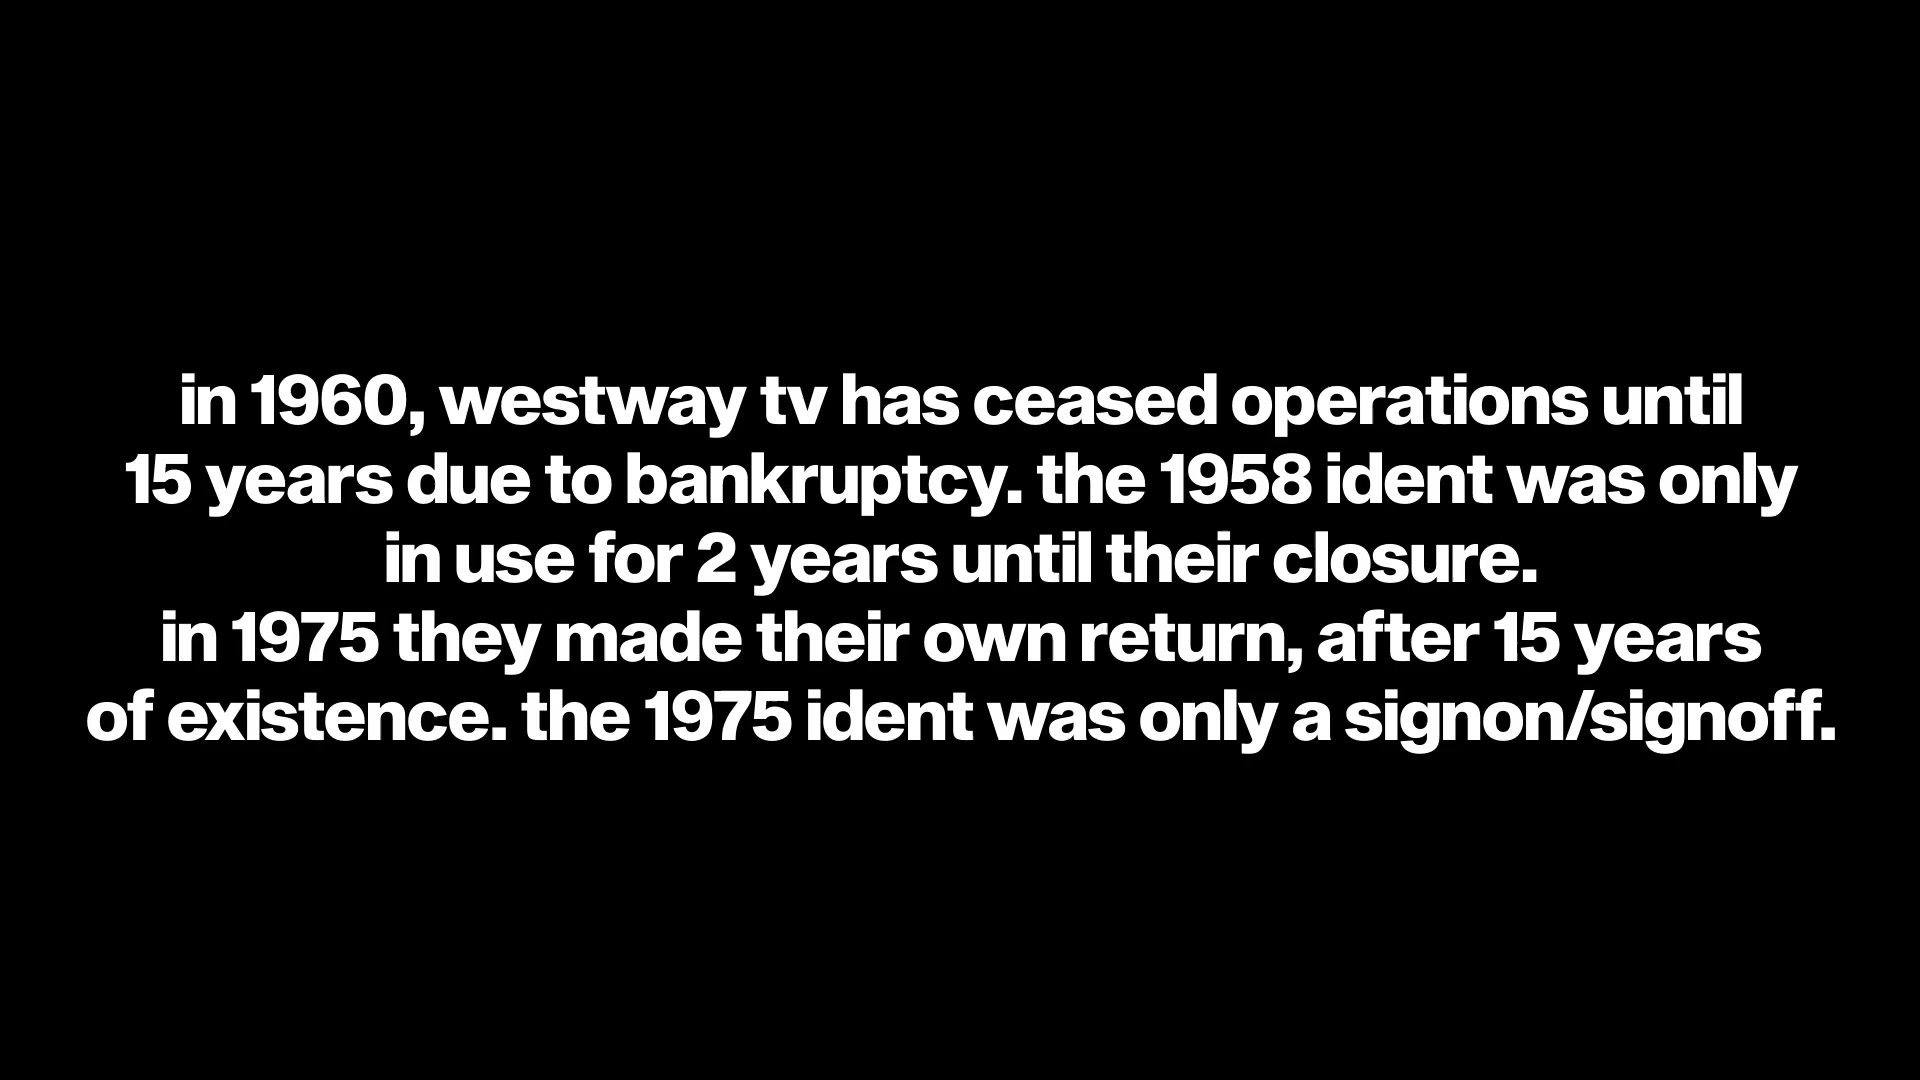 in 1960, westway tv has ceased operations until
15 years due to bankruptcy. the 1958 ident was only
in use for 2 years until their closure.
in 1975 they made their own return, after 15 years
of existence. the 1975 ident was only a signon/signoff.